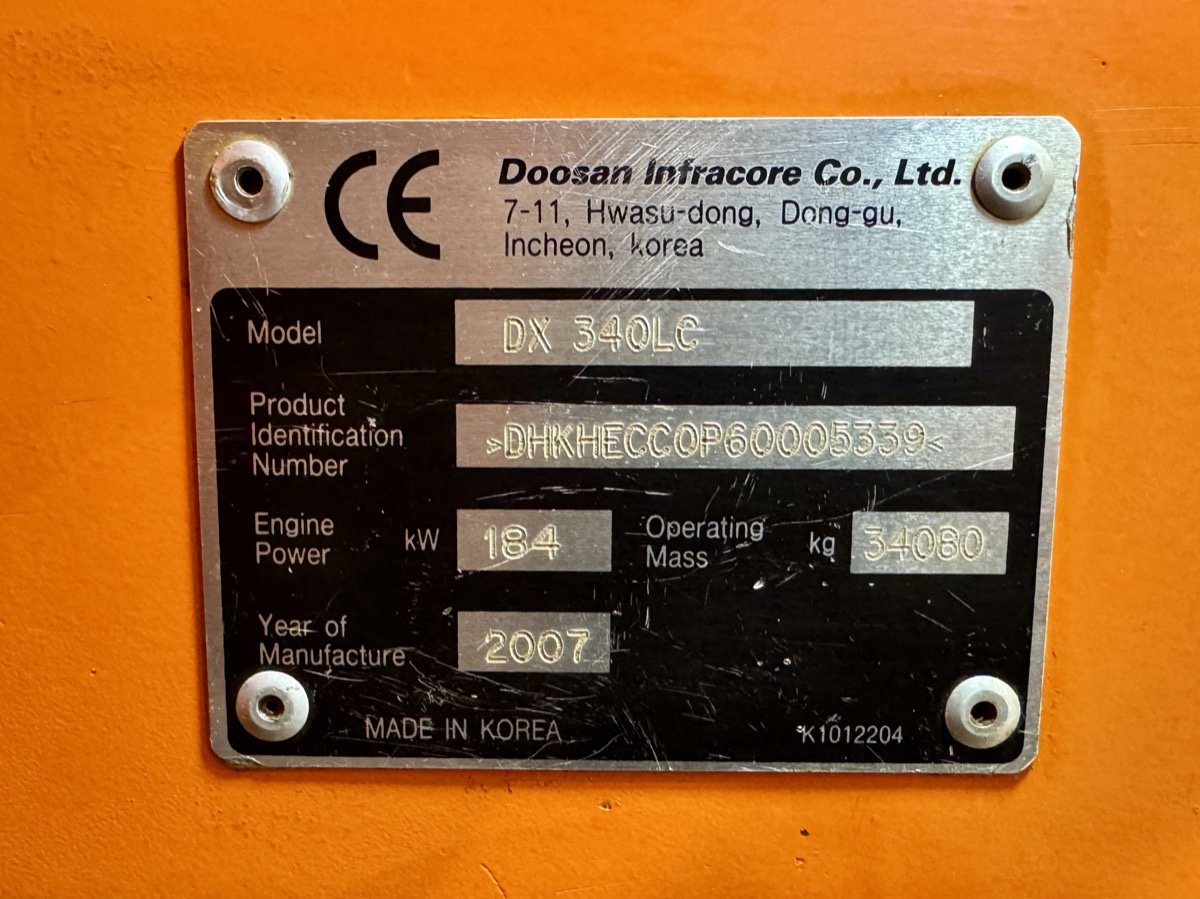 CE
Doosan Infracore Co., Ltd.
7-11, Hwasu-dong, Dong-gu,
Incheon, korea
Model DX 340LC
Product
Identification
Number >DHKHECCOP60005339<
Engine
Power kW 184 Operating
Mass kg 34080
Year of
Manufacture 2007
MADE IN KOREA K1012204